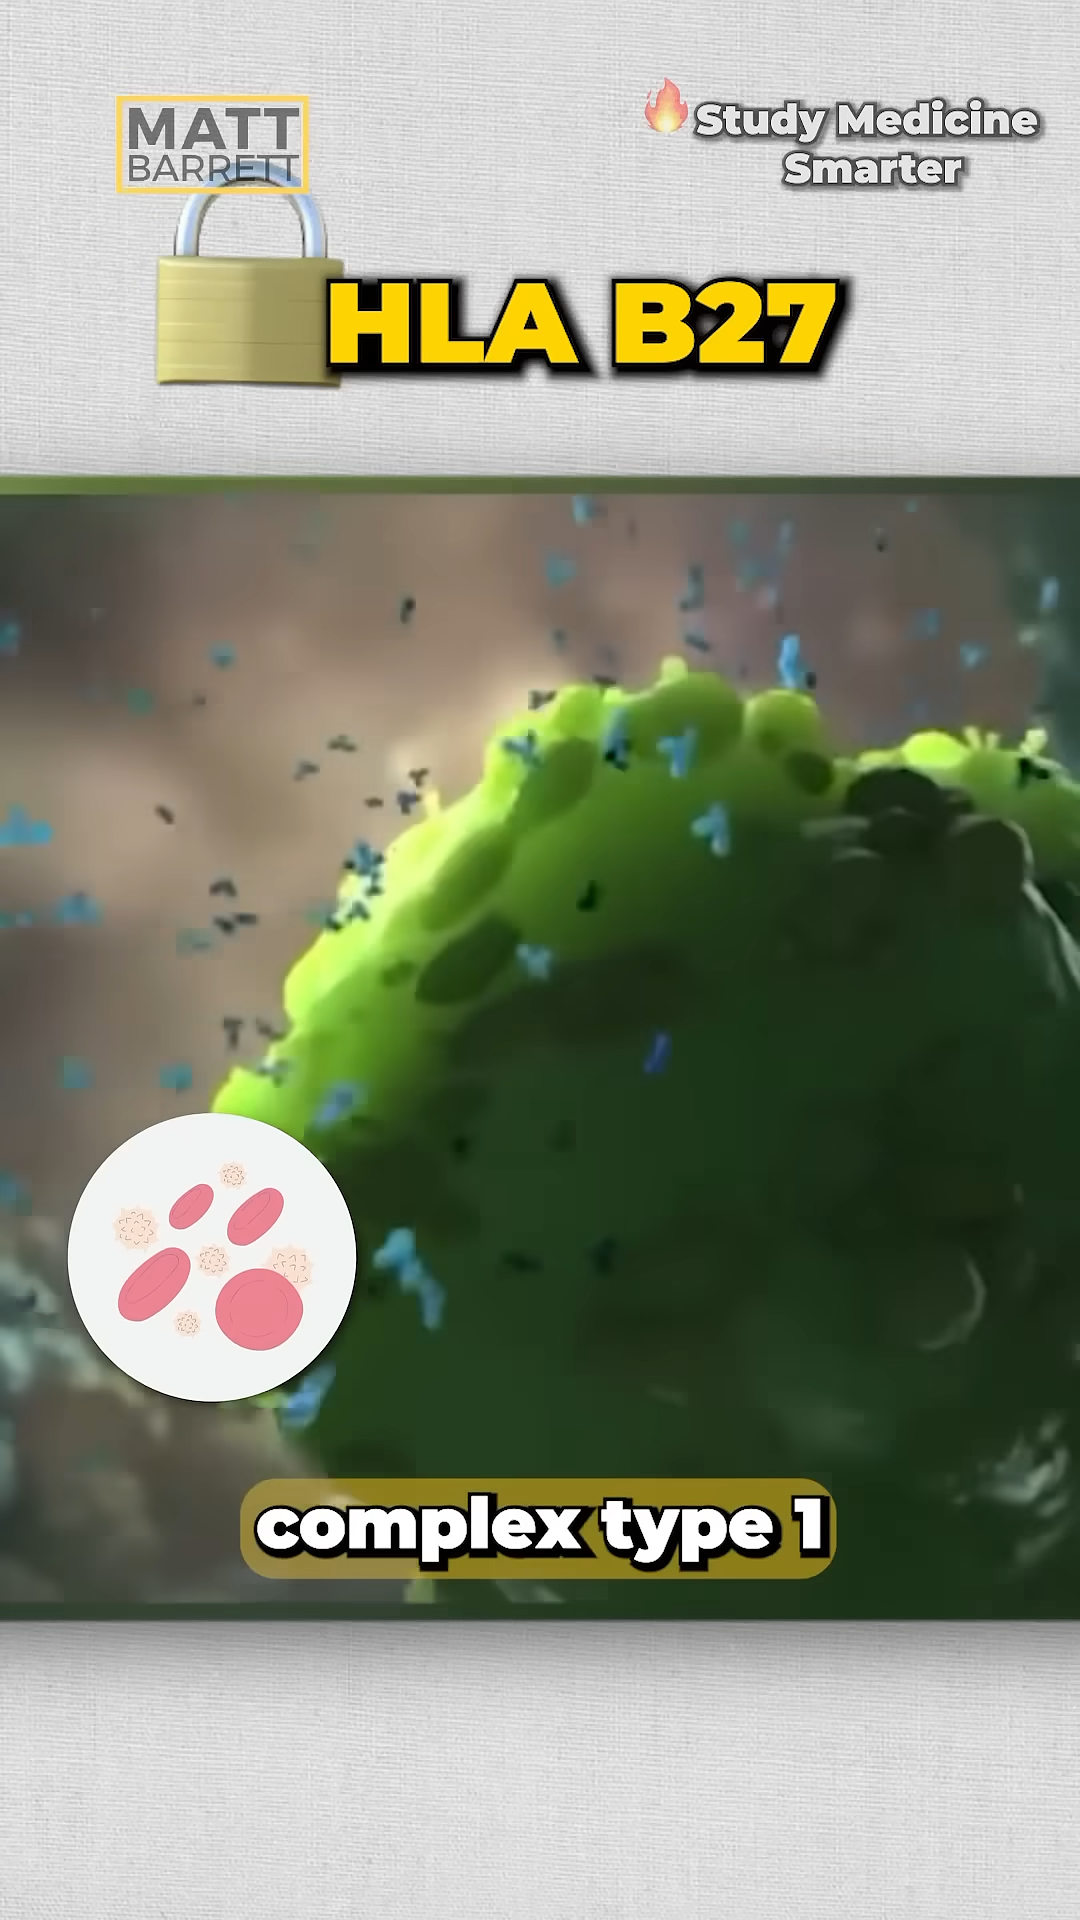 MATT
BARRETT
Study Medicine
Smarter
HLA B27
complex type 1